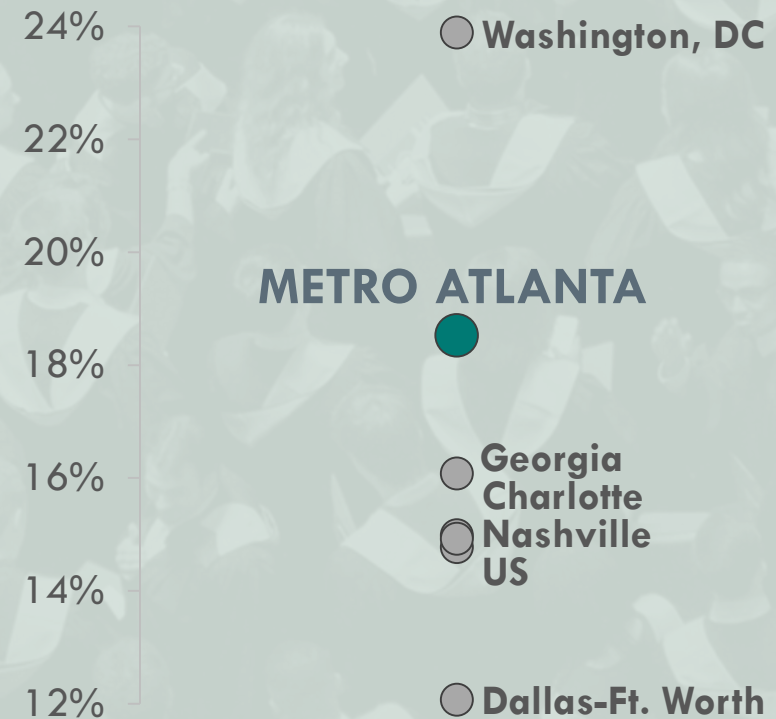 24%
Washington, DC
22%
20%
METRO ATLANTA
18%
Georgia
16%
Charlotte
Nashville
US
14%
12%
Dallas-Ft. Worth